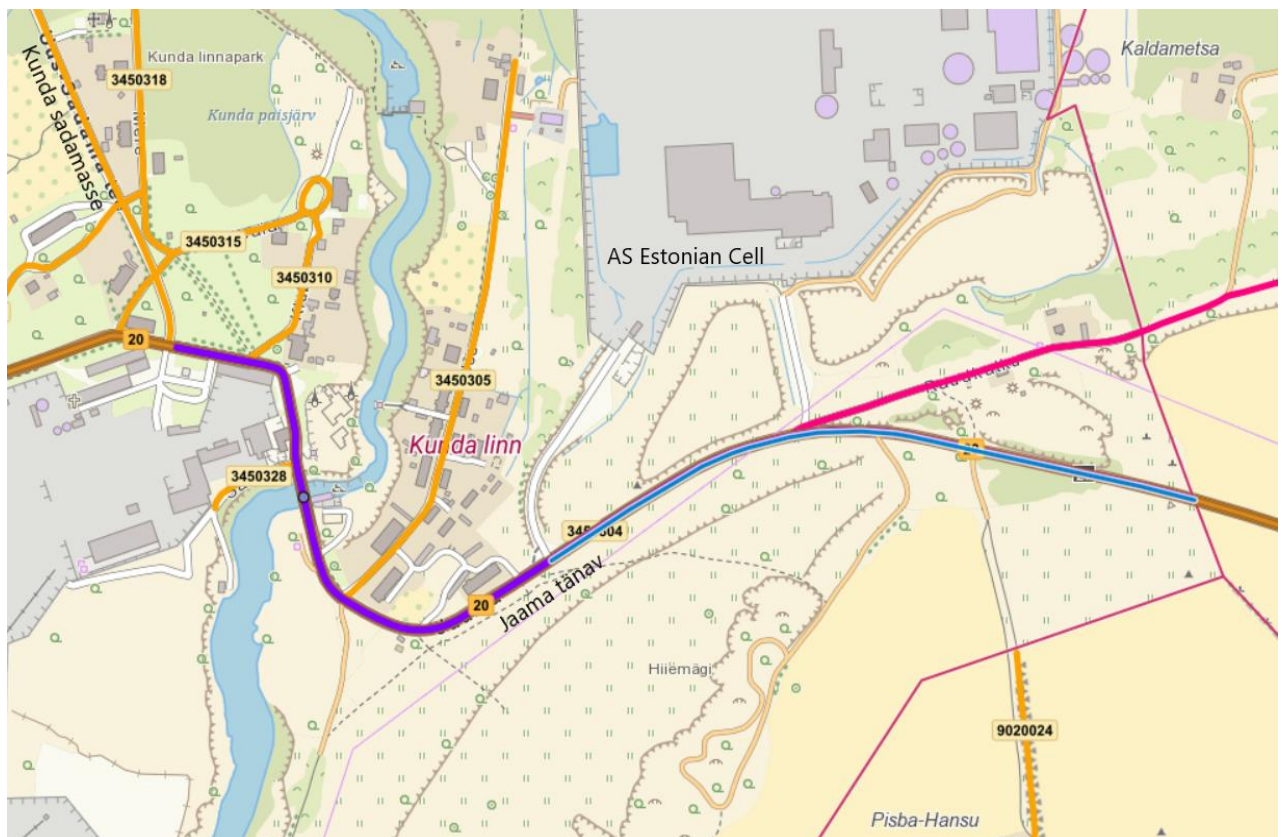 Kunda linnapark
Kaldametsa
3450318
Kunda sadamasse
Kunda paisjärv
3450315
3450310
AS Estonian Cell
20
3450305
Kunda linn
3450328
20
Jaama tänav
Hiiemägi
9020024
Pisba-Hansu